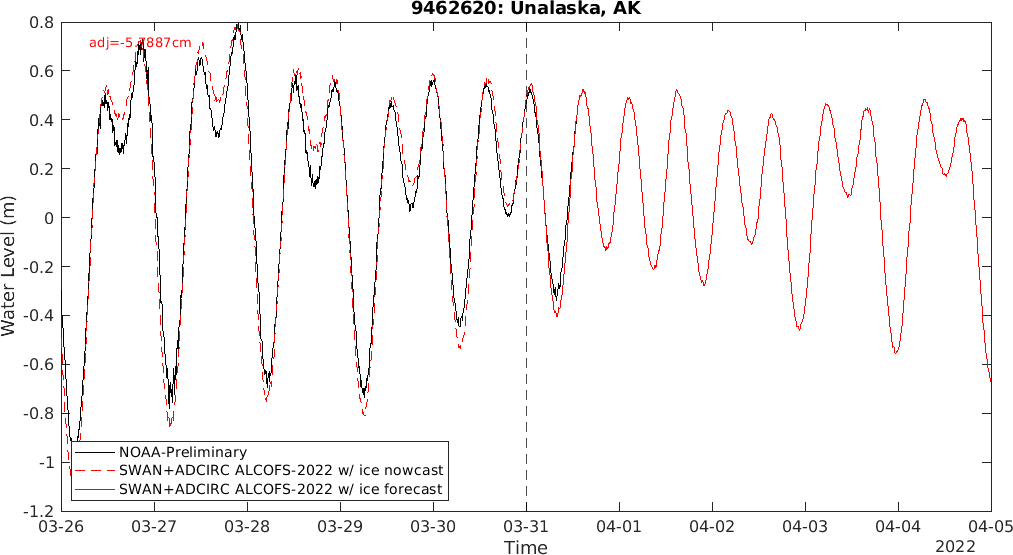 9462620: Unalaska, AK
0.8
adj=-5.7887cm
0.6
0.4
0.2
0
-0.2
-0.4
-0.6
-0.8
-1
-1.2
Water Level (m)
NOAA-Preliminary
SWAN+ADCIRC ALCOFS-2022 w/ ice nowcast
SWAN+ADCIRC ALCOFS-2022 w/ ice forecast
03-26 03-27 03-28 03-29 03-30 03-31 04-01 04-02 04-03 04-04 04-05
Time
2022